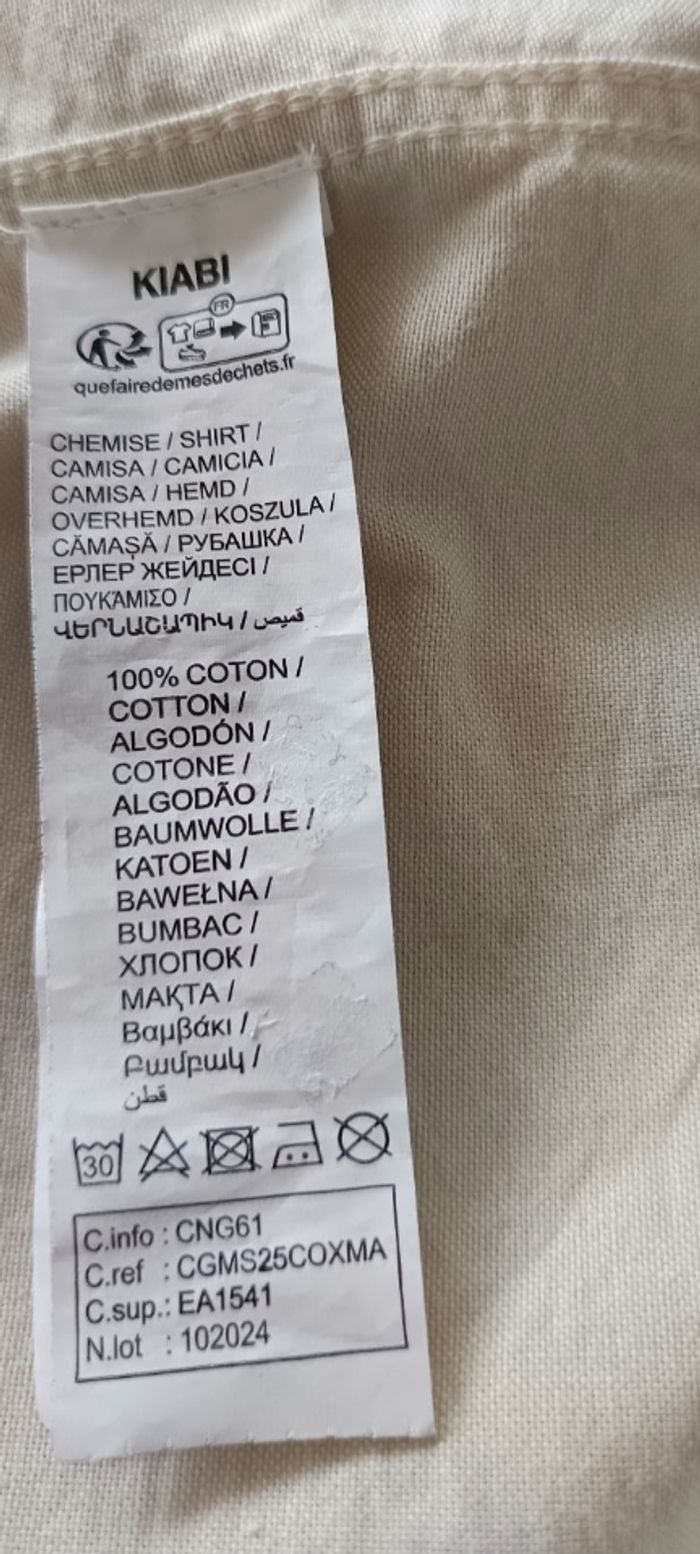 KIABI
FR
quefairedemesdechets.fr
CHEMISE / SHIRT /
CAMISA / CAMICIA /
CAMISA / HEMD /
OVERHEMD / KOSZULA /
CĂMAȘĂ / РУБАШКА /
ЕРЛЕР ЖЕЙДЕСІ /
ΠΟΥΚΆΜΙΣΟ /
ՎԵՐՆԱՇԱՊԻԿ / قميص /
100% COTON /
COTTON /
ALGODÓN /
COTONE /
ALGODÃO /
BAUMWOLLE /
KATOEN /
BAWEŁNA /
BUMBAC /
ХЛОПОК /
МАҚТА /
Βαμβάκι /
Բամբակ /
قطن
30
C.info : CNG61
C.ref : CGMS25COXMA
C.sup.: EA1541
N.lot : 102024